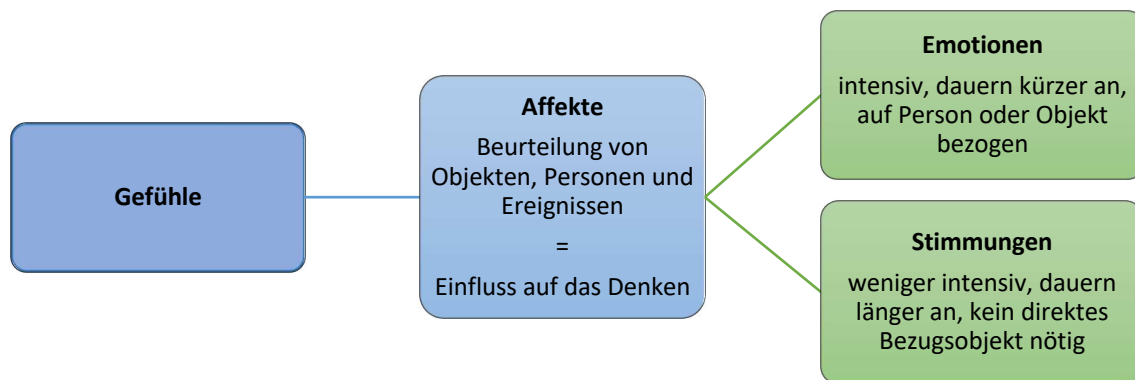 Gefühle
Affekte
Beurteilung von
Objekten, Personen und
Ereignissen
=
Einfluss auf das Denken
Emotionen
intensiv, dauern kürzer an,
auf Person oder Objekt
bezogen
Stimmungen
weniger intensiv, dauern
länger an, kein direktes
Bezugsobjekt nötig